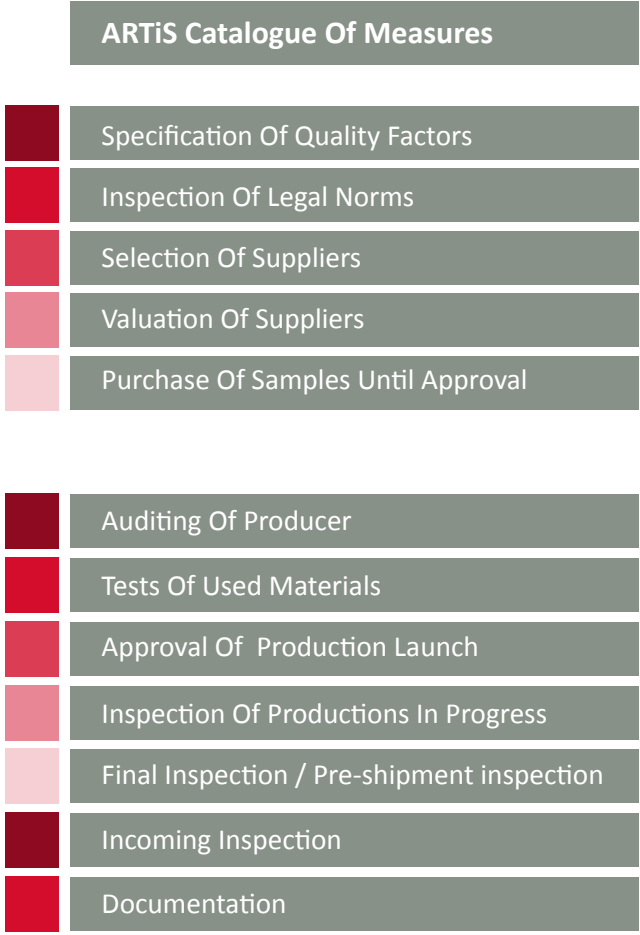 ARTiS Catalogue Of Measures
Specification Of Quality Factors
Inspection Of Legal Norms
Selection Of Suppliers
Valuation Of Suppliers
Purchase Of Samples Until Approval
Auditing Of Producer
Tests Of Used Materials
Approval Of  Production Launch
Inspection Of Productions In Progress
Final Inspection / Pre-shipment inspection
Incoming Inspection
Documentation